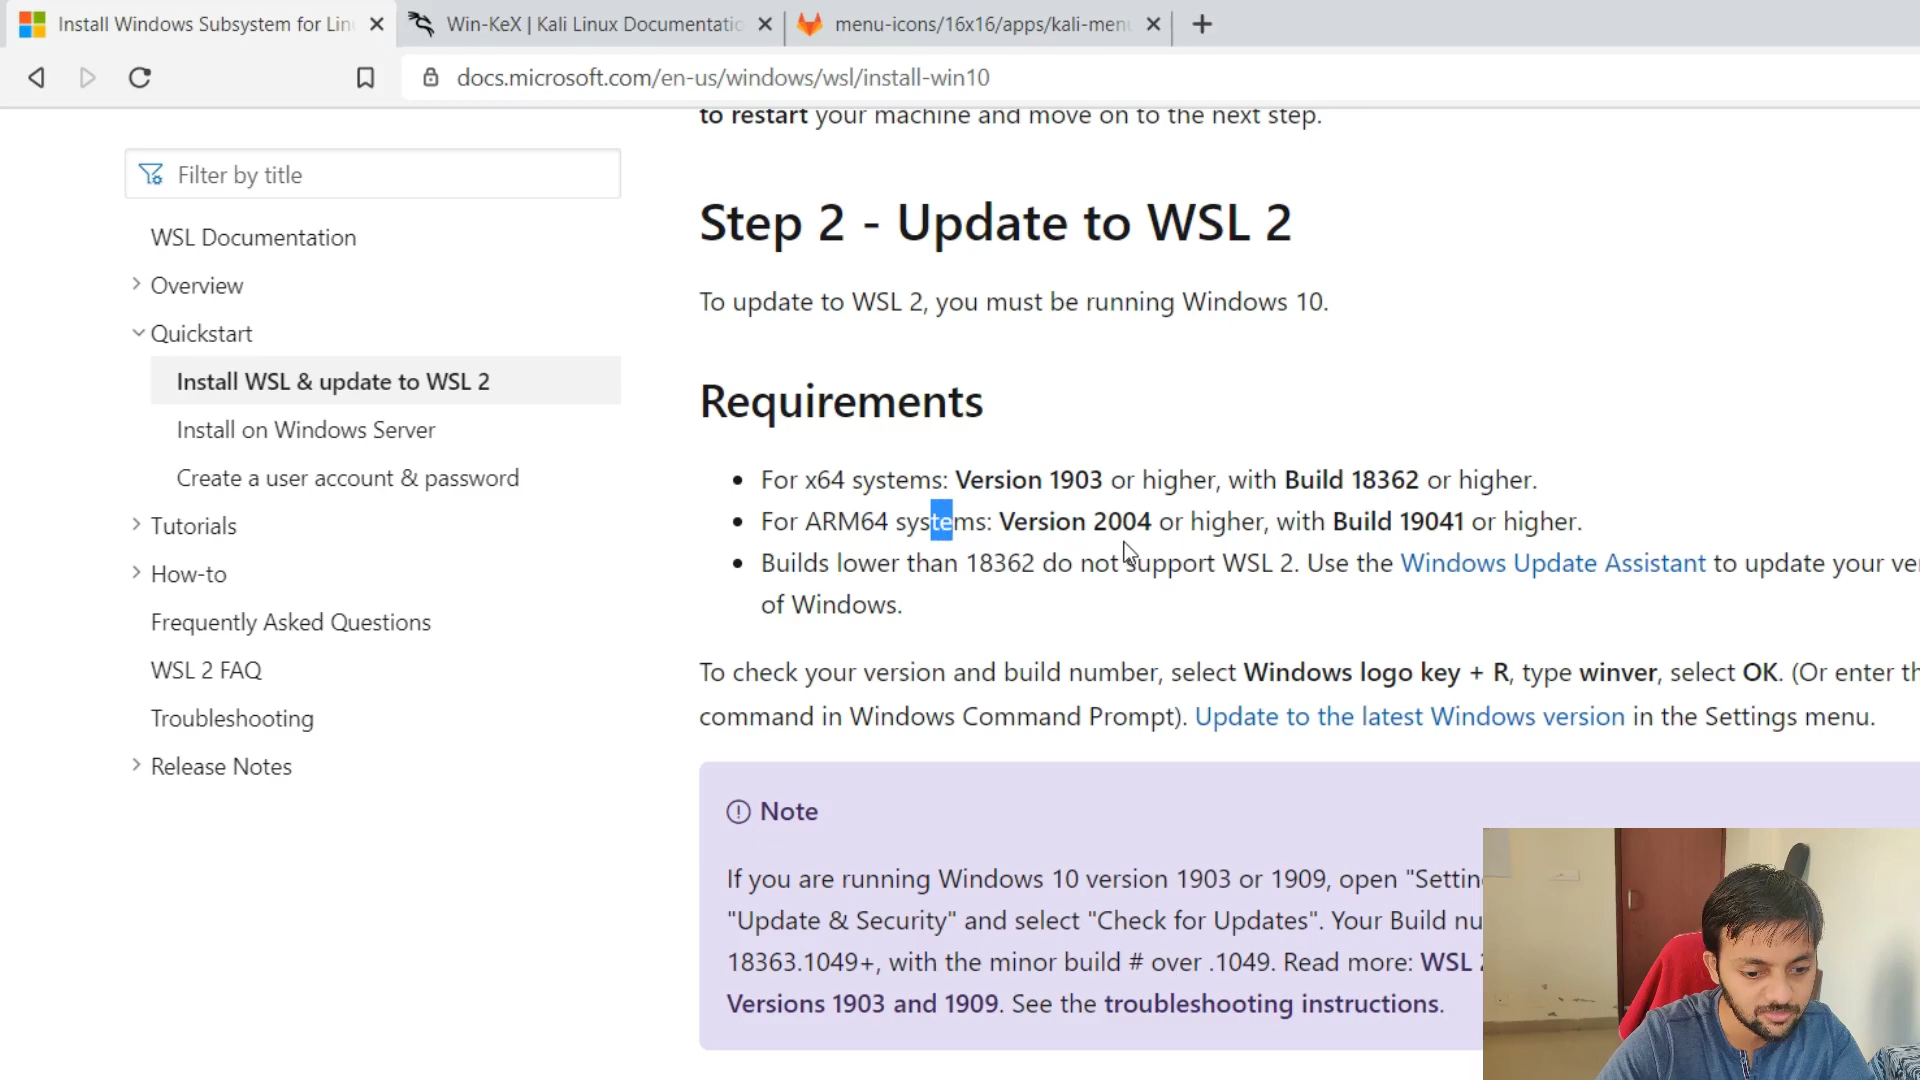 Install Windows Subsystem for Lin
Win-KeX | Kali Linux Documentatio
menu-icons/16x16/apps/kali-menu
docs.microsoft.com/en-us/windows/wsl/install-win10
Filter by title
WSL Documentation
Overview
Quickstart
Install WSL & update to WSL 2
Install on Windows Server
Create a user account & password
Tutorials
How-to
Frequently Asked Questions
WSL 2 FAQ
Troubleshooting
Release Notes
to restart your machine and move on to the next step.
Step 2 - Update to WSL 2
To update to WSL 2, you must be running Windows 10.
Requirements
• For x64 systems: Version 1903 or higher, with Build 18362 or higher.
• For ARM64 systems: Version 2004 or higher, with Build 19041 or higher.
• Builds lower than 18362 do not support WSL 2. Use the Windows Update Assistant to update your ve
of Windows.
To check your version and build number, select Windows logo key + R, type winver, select OK. (Or enter th
command in Windows Command Prompt). Update to the latest Windows version in the Settings menu.
Note
If you are running Windows 10 version 1903 or 1909, open "Settin
"Update & Security" and select "Check for Updates". Your Build nu
18363.1049+, with the minor build # over .1049. Read more: WSL
Versions 1903 and 1909. See the troubleshooting instructions.